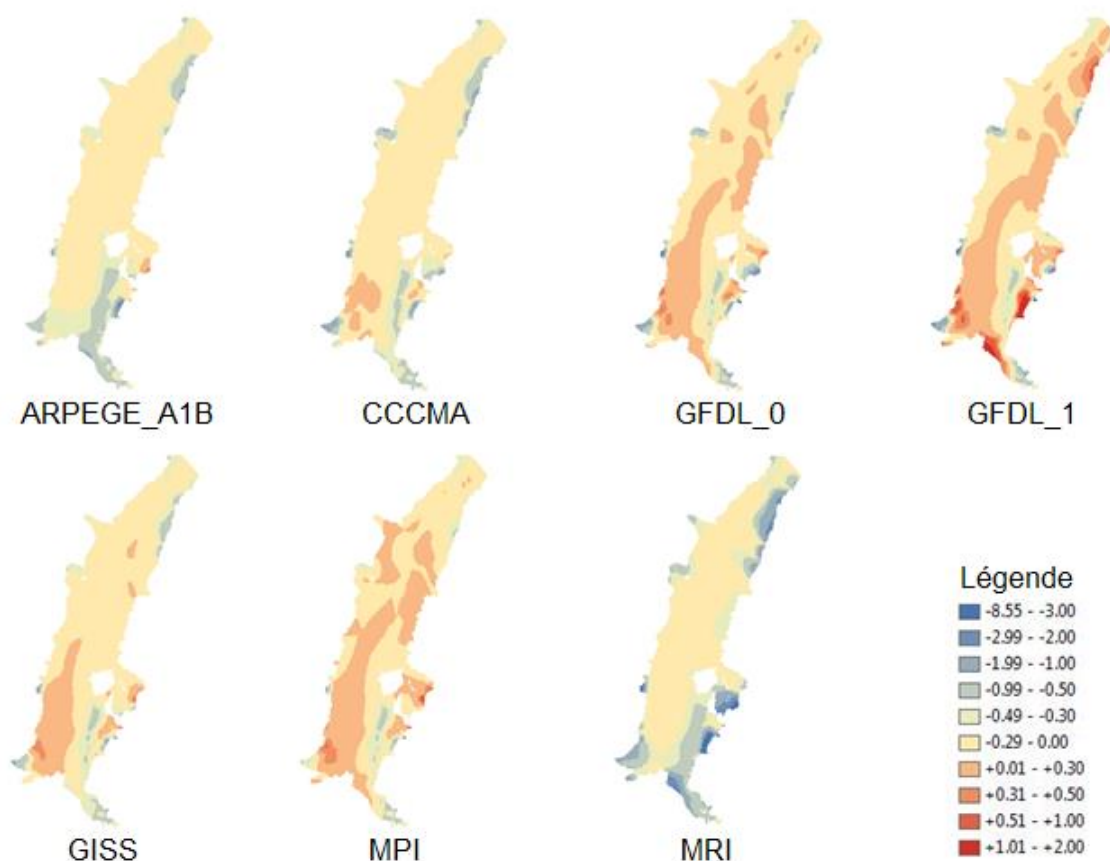 ARPEGE_A1B CCCMA GFDL_0 GFDL_1
GISS MPI MRI
Légende
-8.55 - -3.00
-2.99 - -2.00
-1.99 - -1.00
-0.99 - -0.50
-0.49 - -0.30
-0.29 - 0.00
+0.01 - +0.30
+0.31 - +0.50
+0.51 - +1.00
+1.01 - +2.00